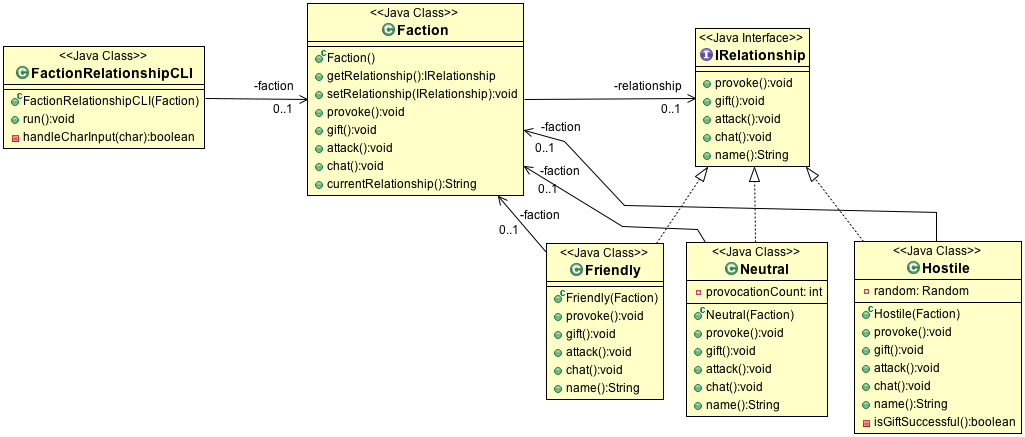 <<Java Class>>
FactionRelationshipCLI
FactionRelationshipCLI(Faction)
run():void
handleCharInput(char):boolean
-faction
0..1
<<Java Class>>
Faction
Faction()
getRelationship():IRelationship
setRelationship(IRelationship):void
provoke():void
gift():void
attack():void
chat():void
currentRelationship():String
-relationship
0..1
<<Java Interface>>
IRelationship
provoke():void
gift():void
attack():void
chat():void
name():String
-faction
0..1
-faction
0..1
-faction
0..1
<<Java Class>>
Friendly
Friendly(Faction)
provoke():void
gift():void
attack():void
chat():void
name():String
<<Java Class>>
Neutral
provocationCount: int
Neutral(Faction)
provoke():void
gift():void
attack():void
chat():void
name():String
<<Java Class>>
Hostile
random: Random
Hostile(Faction)
provoke():void
gift():void
attack():void
chat():void
name():String
isGiftSuccessful():boolean